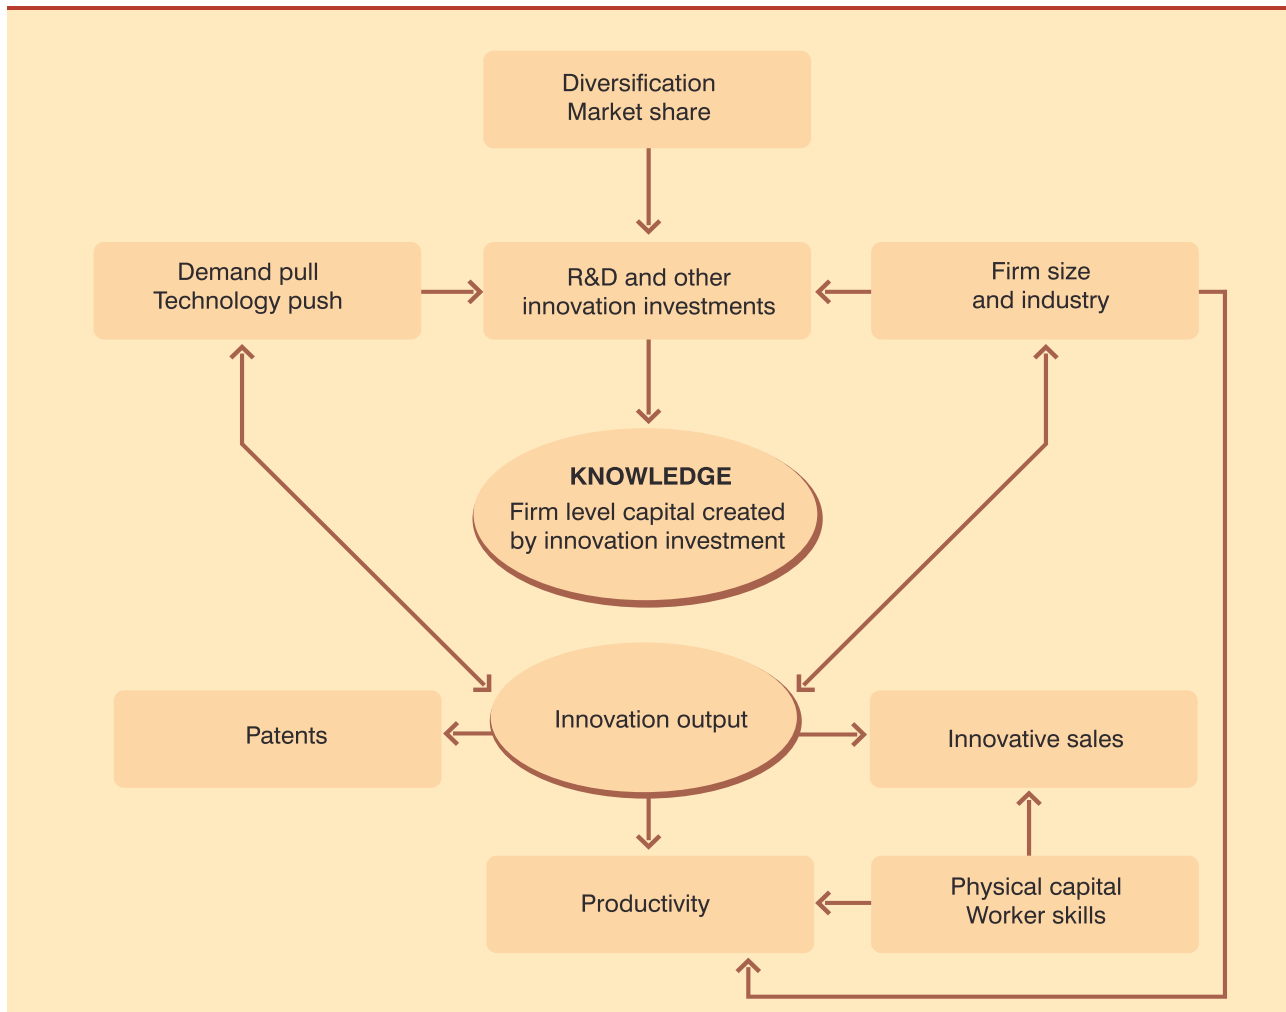 Diversification
Market share
Demand pull
Technology push
R&D and other
innovation investments
Firm size
and industry
KNOWLEDGE
Firm level capital created
by innovation investment
Patents
Innovation output
Innovative sales
Productivity
Physical capital
Worker skills